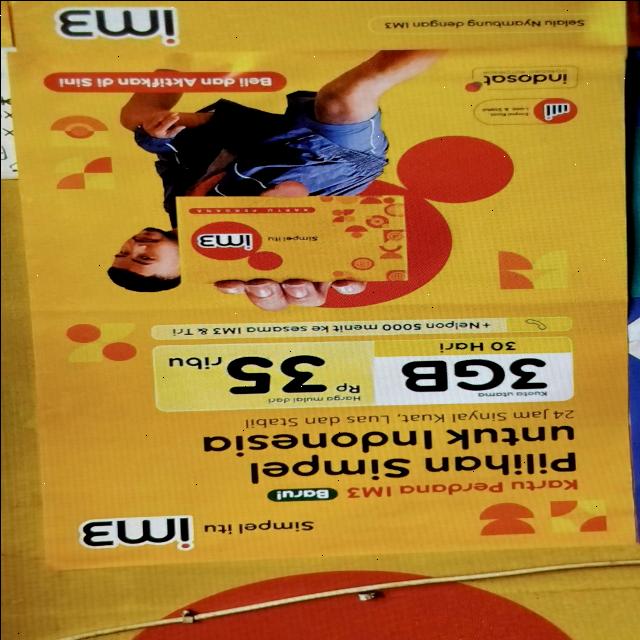 Simpel itu im3
Kartu Perdana IM3 Baru!
Pilihan Simpel
untuk Indonesia
24 Jam Sinyal Kuat, Luas dan Stabil
Kuota utama
3GB
30 Hari
Harga mulai dari
Rp 35 ribu
+Nelpon 5000 menit ke sesama IM3 & Tri
Simpel itu im3
KARTU PERDANA
indosat
Beli dan Aktifkan di Sini
Selalu Nyambung dengan IM3
im3